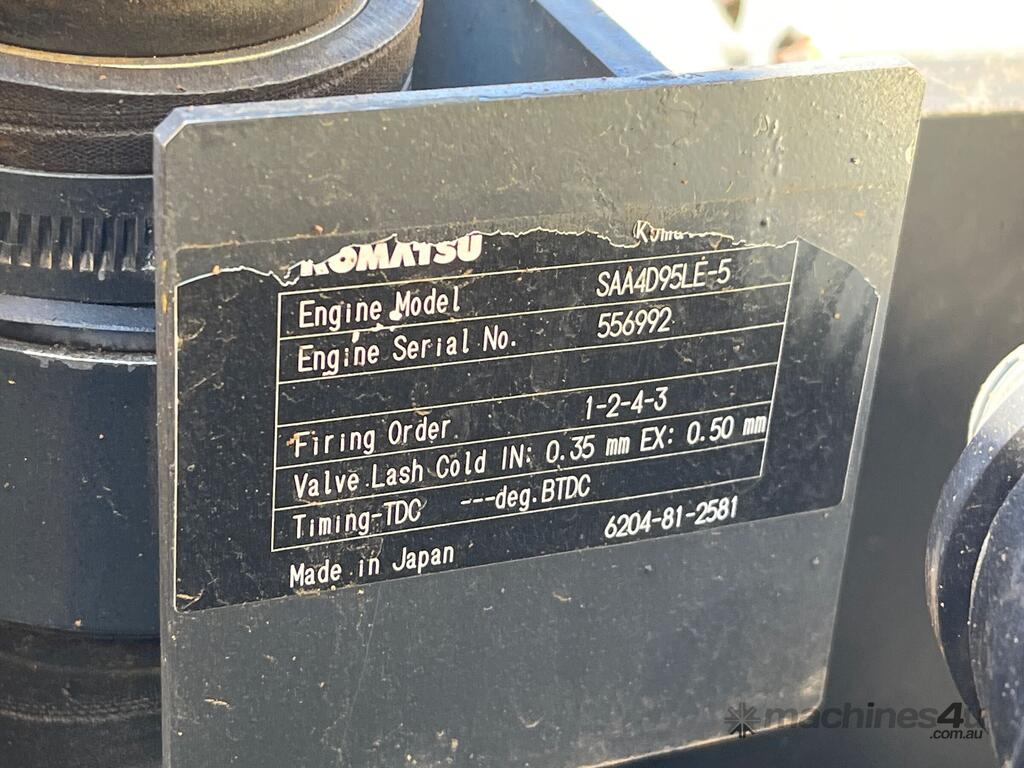 KOMATSU
Engine Model SAA4D95LE-5
Engine Serial No. 556992
Firing Order 1-2-4-3
Valve Lash Cold IN: 0.35 mm EX: 0.50 mm
Timing-TDC ---deg.BTDC
Made in Japan 6204-81-2581
machines4u
.com.au